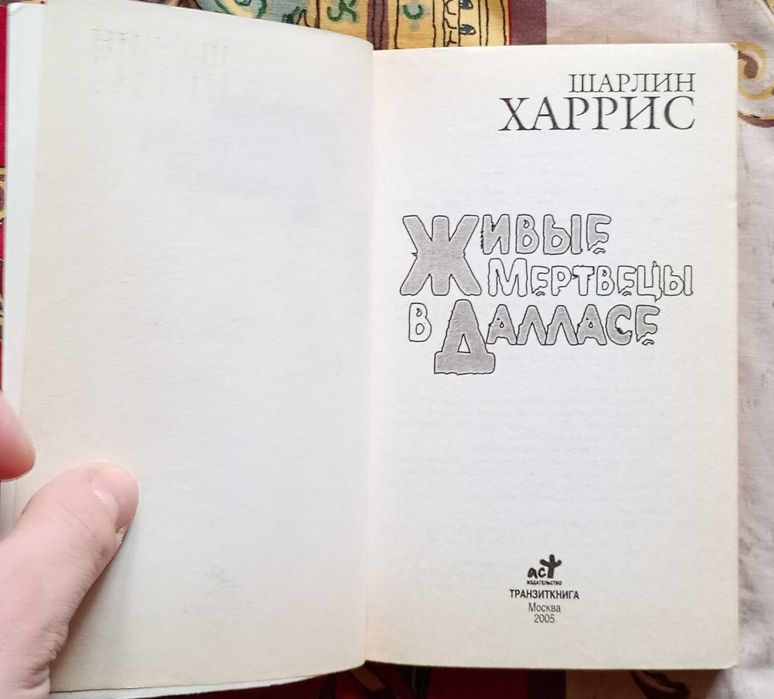 ШАРЛИН
ХАРРИС
ЖИВЫЕ
МЕРТВЕЦЫ
В ДАЛЛАСЕ
аст
ИЗДАТЕЛЬСТВО
ТРАНЗИТКНИГА
Москва
2005